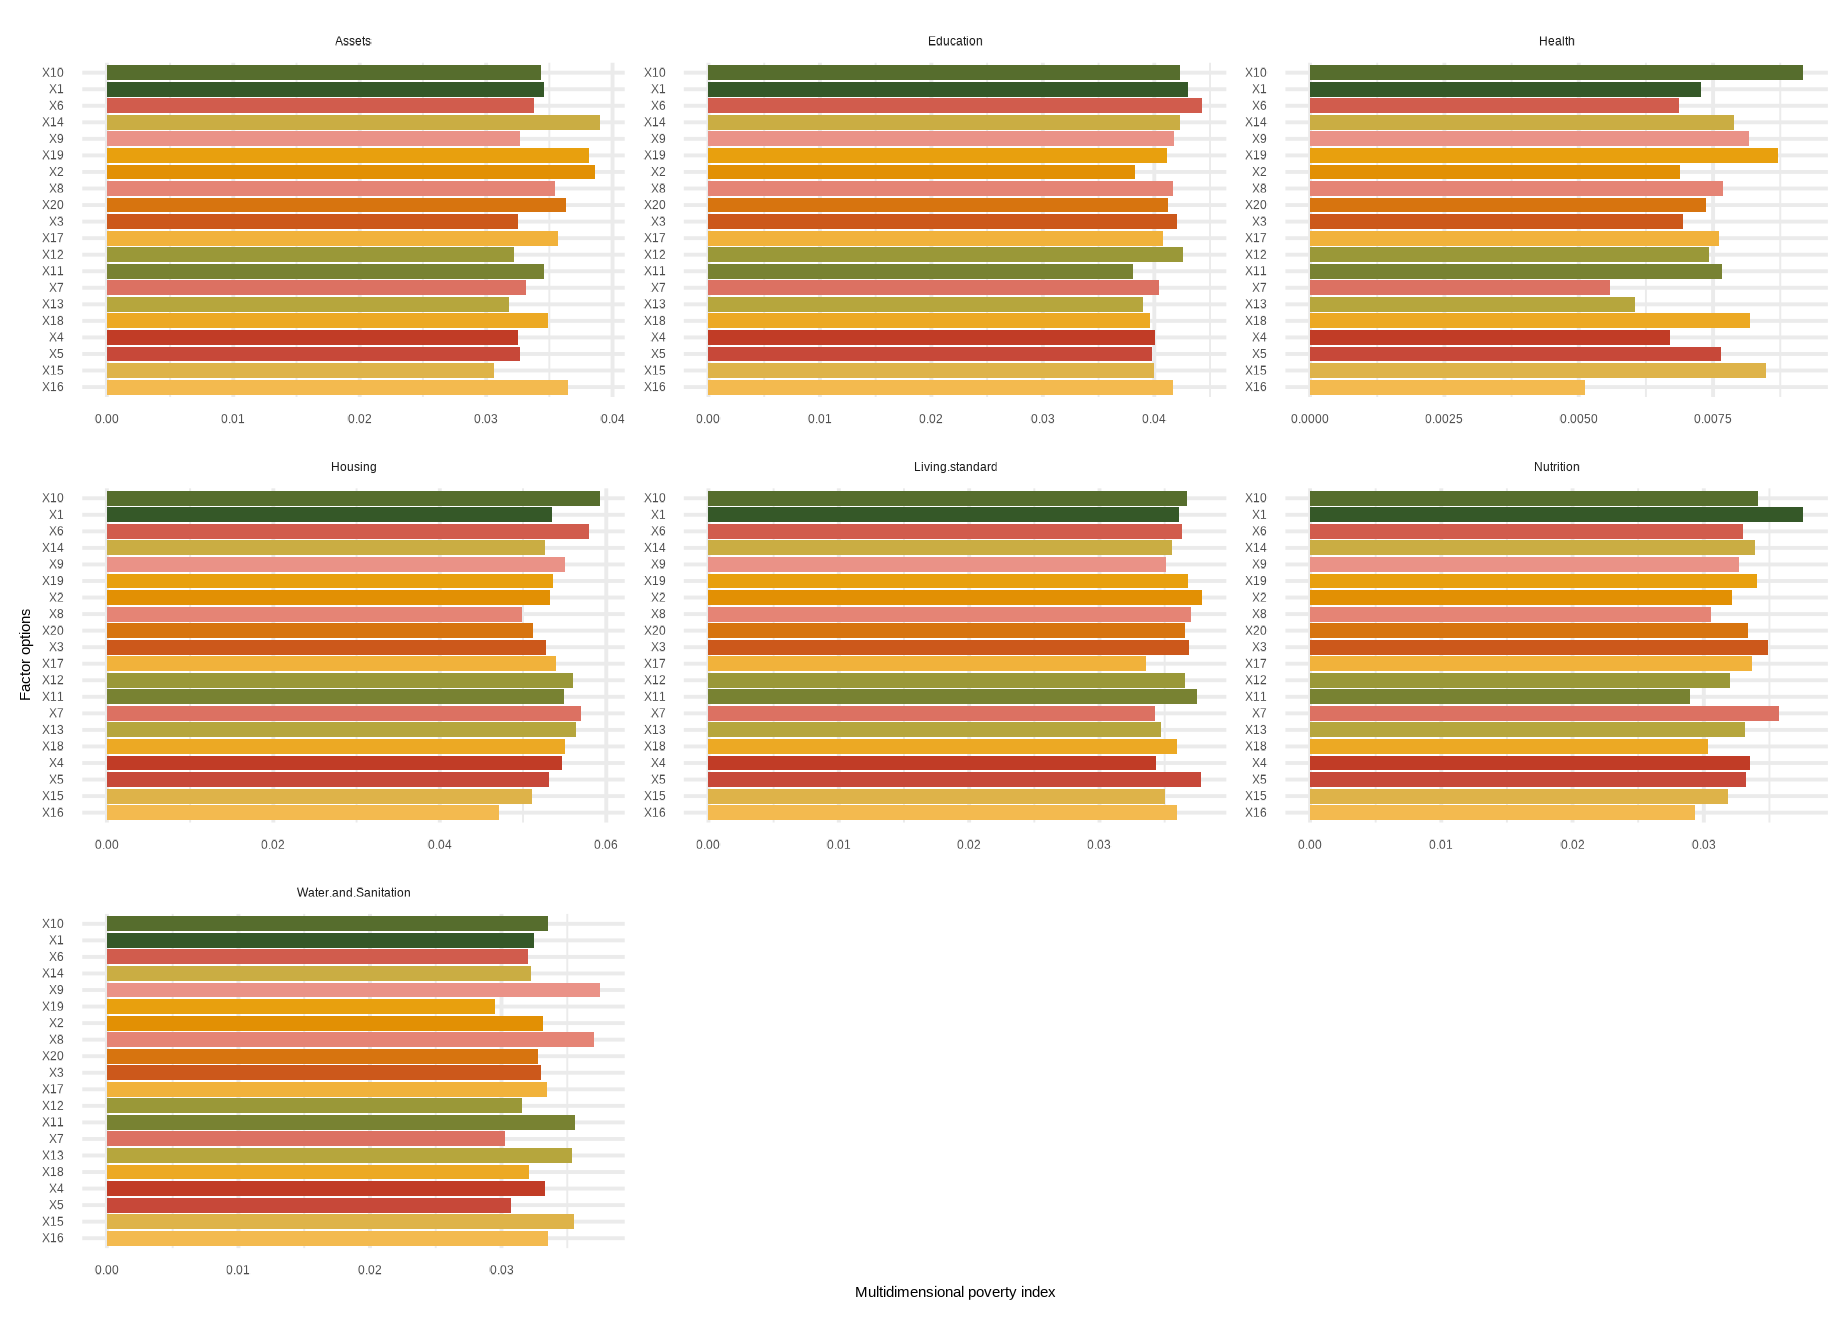 Assets
X10
X1
X6
X14
X9
X19
X2
X8
X20
X3
X17
X12
X11
X7
X13
X18
X4
X5
X15
X16
0.00 0.01 0.02 0.03 0.04
Education
X10
X1
X6
X14
X9
X19
X2
X8
X20
X3
X17
X12
X11
X7
X13
X18
X4
X5
X15
X16
0.00 0.01 0.02 0.03 0.04
Health
X10
X1
X6
X14
X9
X19
X2
X8
X20
X3
X17
X12
X11
X7
X13
X18
X4
X5
X15
X16
0.0000 0.0025 0.0050 0.0075
Factor options
Housing
X10
X1
X6
X14
X9
X19
X2
X8
X20
X3
X17
X12
X11
X7
X13
X18
X4
X5
X15
X16
0.00 0.02 0.04 0.06
Living.standard
X10
X1
X6
X14
X9
X19
X2
X8
X20
X3
X17
X12
X11
X7
X13
X18
X4
X5
X15
X16
0.00 0.01 0.02 0.03
Nutrition
X10
X1
X6
X14
X9
X19
X2
X8
X20
X3
X17
X12
X11
X7
X13
X18
X4
X5
X15
X16
0.00 0.01 0.02 0.03
Water.and.Sanitation
X10
X1
X6
X14
X9
X19
X2
X8
X20
X3
X17
X12
X11
X7
X13
X18
X4
X5
X15
X16
0.00 0.01 0.02 0.03
Multidimensional poverty index